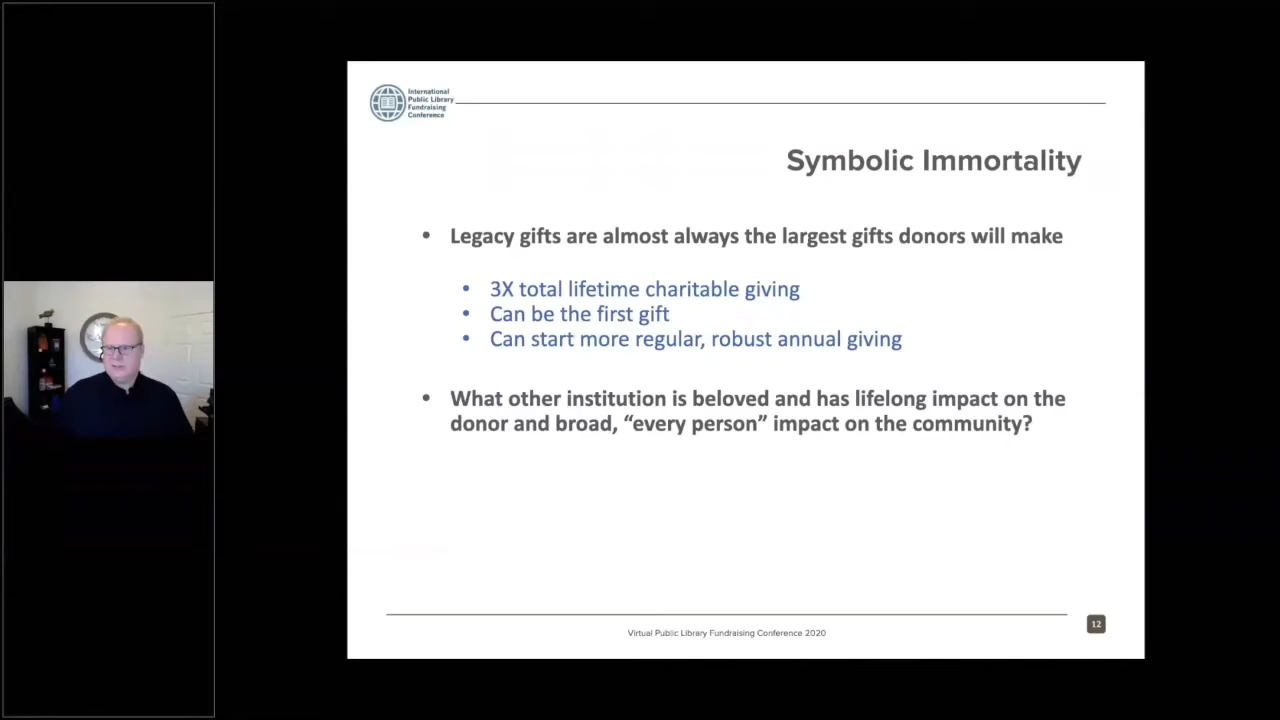 International
Public Library
Fundraising
Conference
Symbolic Immortality
• Legacy gifts are almost always the largest gifts donors will make
• 3X total lifetime charitable giving
• Can be the first gift
• Can start more regular, robust annual giving
• What other institution is beloved and has lifelong impact on the
donor and broad, “every person” impact on the community?
Virtual Public Library Fundraising Conference 2020
12